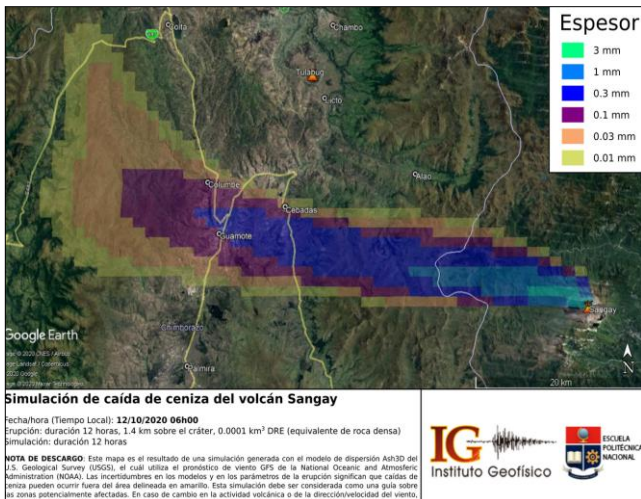 Espesor
3 mm
1 mm
0.3 mm
0.1 mm
0.03 mm
0.01 mm
Colta
Chambo
Tulabug
Licto
Columbe
Alao
Cebadas
Guamote
Sangay
Chimborazo
Palmira
Google Earth
20 km
N
Simulación de caída de ceniza del volcán Sangay
Fecha/hora (Tiempo Local): 12/10/2020 06h00
Erupción: duración 12 horas, 1.4 km sobre el cráter, 0.0001 km³ DRE (equivalente de roca densa)
Simulación: duración 12 horas
NOTA DE DESCARGO: Este mapa es el resultado de una simulación generada con el modelo de dispersión Ash3D del
U.S. Geological Survey (USGS), el cuál utiliza el pronóstico de viento GFS de la National Oceanic and Atmosferic
Administration (NOAA). Las incertidumbres en los modelos y en los parámetros de la erupción significan que caídas de
ceniza pueden ocurrir fuera del área delineada en amarillo. Esta simulación debe ser considerada como una guía sobre
las zonas potencialmente afectadas. En caso de cambio en la actividad volcánica o de la dirección/velocidad del viento,
IG
Instituto Geofísico
ESCUELA
POLITÉCNICA
NACIONAL